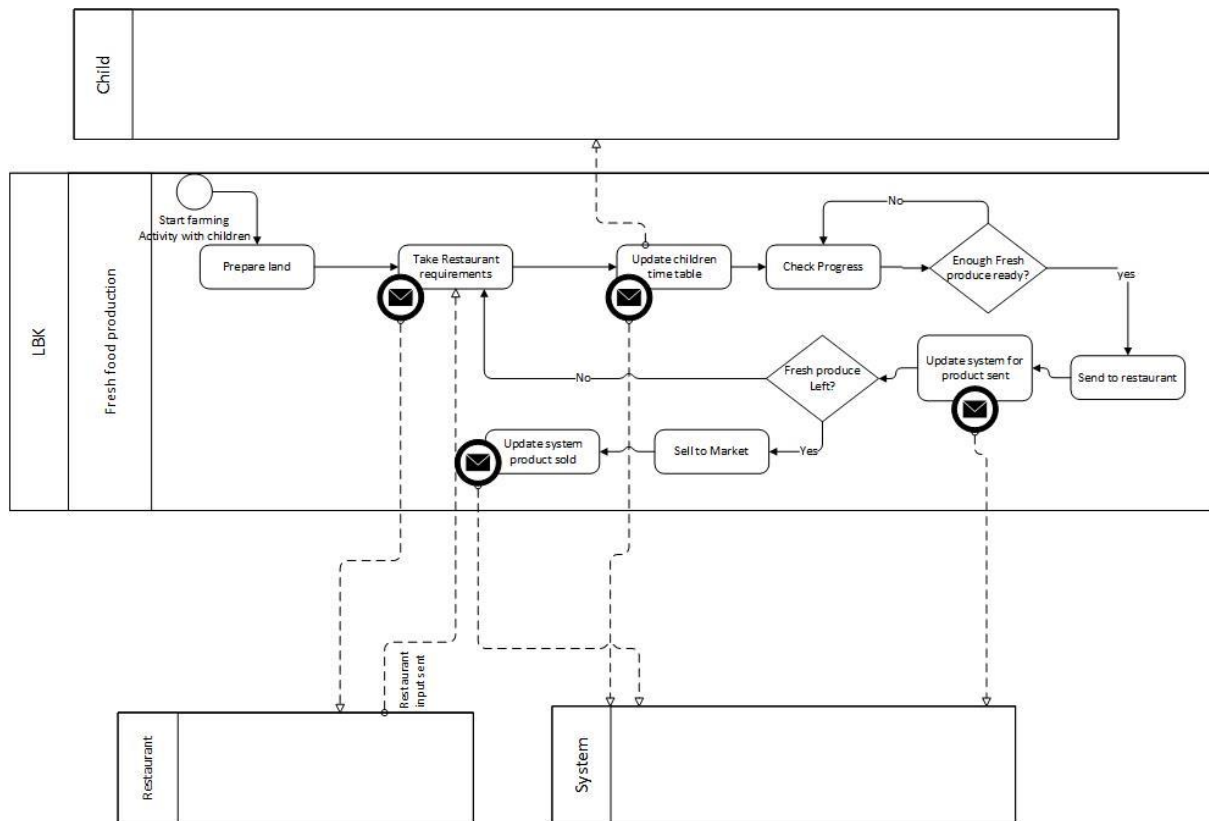 Child
LBK
Fresh food production
Start farming
Activity with children
Prepare land
Take Restaurant
requirements
Update children
time table
Check Progress
No
Enough Fresh
produce ready?
yes
Send to restaurant
Update system for
product sent
Fresh produce
Left?
No
Yes
Sell to Market
Update system
product sold
Restaurant
input sent
Restaurant
System